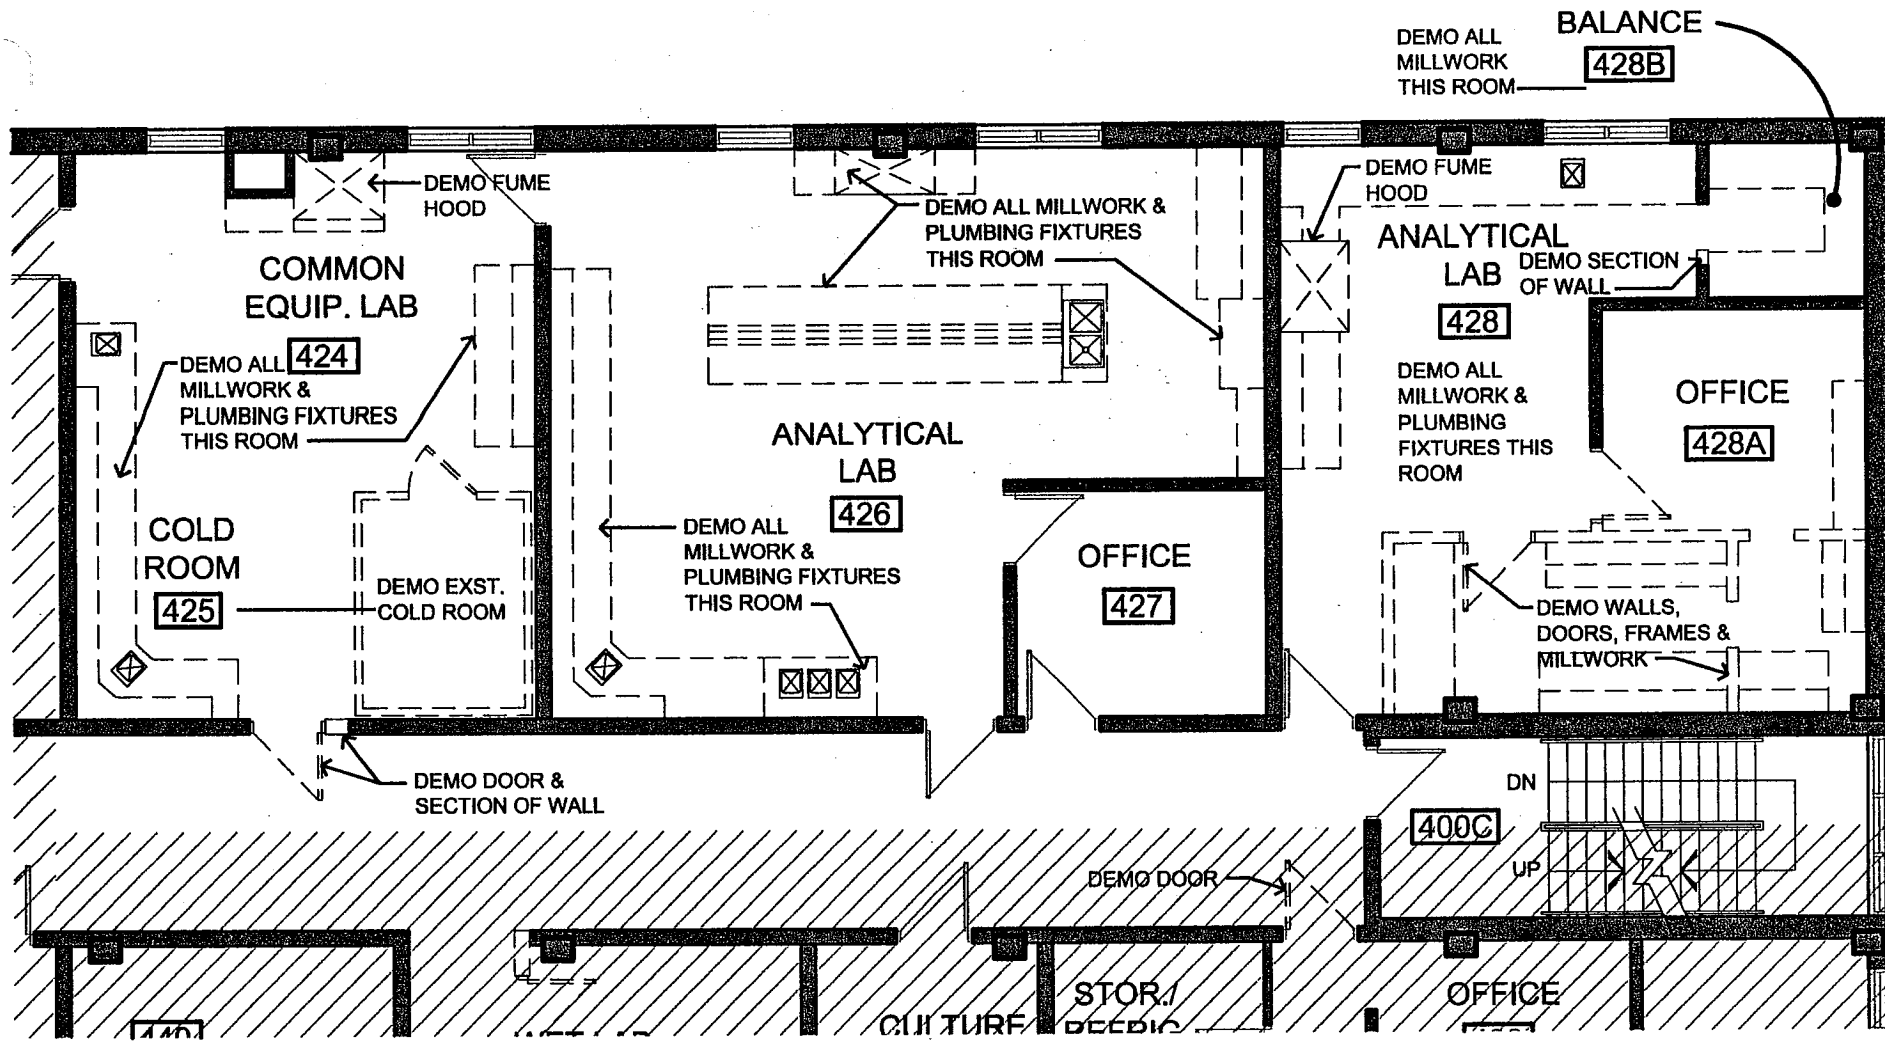 DEMO ALL
MILLWORK
THIS ROOM
BALANCE
428B
DEMO FUME
HOOD
COMMON
EQUIP. LAB
424
DEMO ALL
MILLWORK &
PLUMBING FIXTURES
THIS ROOM
COLD
ROOM
425
DEMO EXST.
COLD ROOM
DEMO ALL MILLWORK &
PLUMBING FIXTURES
THIS ROOM
ANALYTICAL
LAB
426
DEMO ALL
MILLWORK &
PLUMBING FIXTURES
THIS ROOM
OFFICE
427
DEMO FUME
HOOD
ANALYTICAL
LAB
428
DEMO SECTION
OF WALL
DEMO ALL
MILLWORK &
PLUMBING
FIXTURES THIS
ROOM
OFFICE
428A
DEMO WALLS,
DOORS, FRAMES &
MILLWORK
DEMO DOOR &
SECTION OF WALL
DN
400C
UP
DEMO DOOR
STOR./
OFFICE
CULTURE